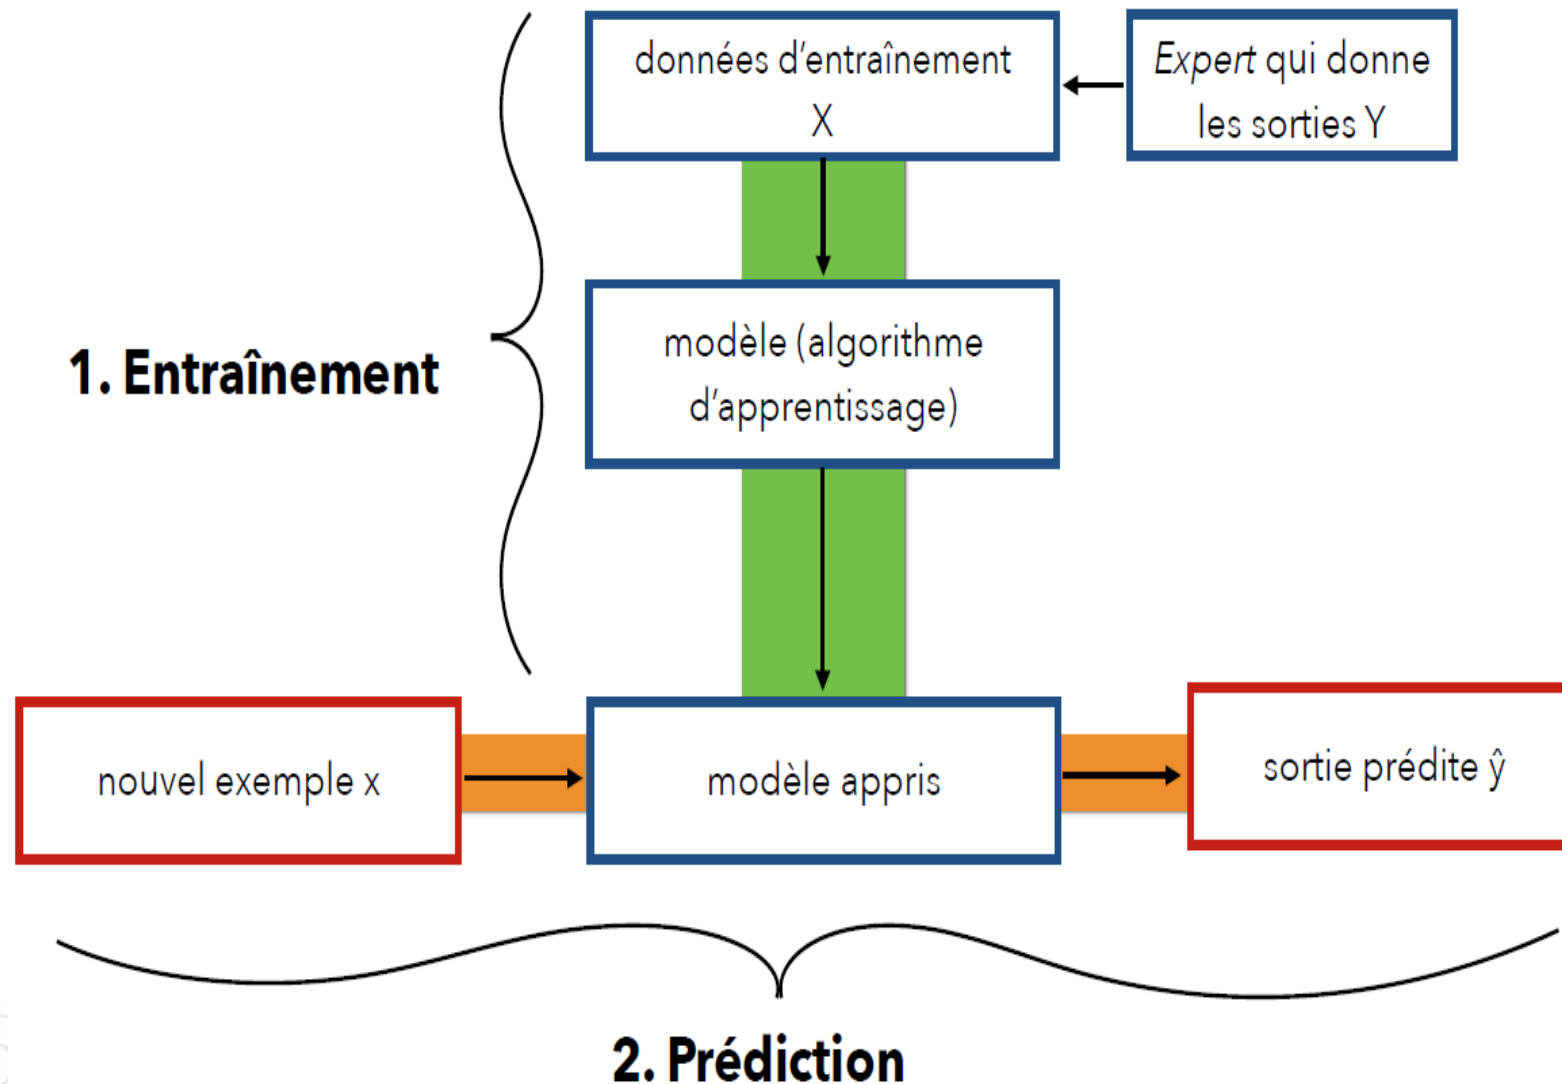 données d’entraînement
X
Expert qui donne
les sorties Y
modèle (algorithme
d’apprentissage)
1. Entraînement
nouvel exemple x
modèle appris
sortie prédite ŷ
2. Prédiction